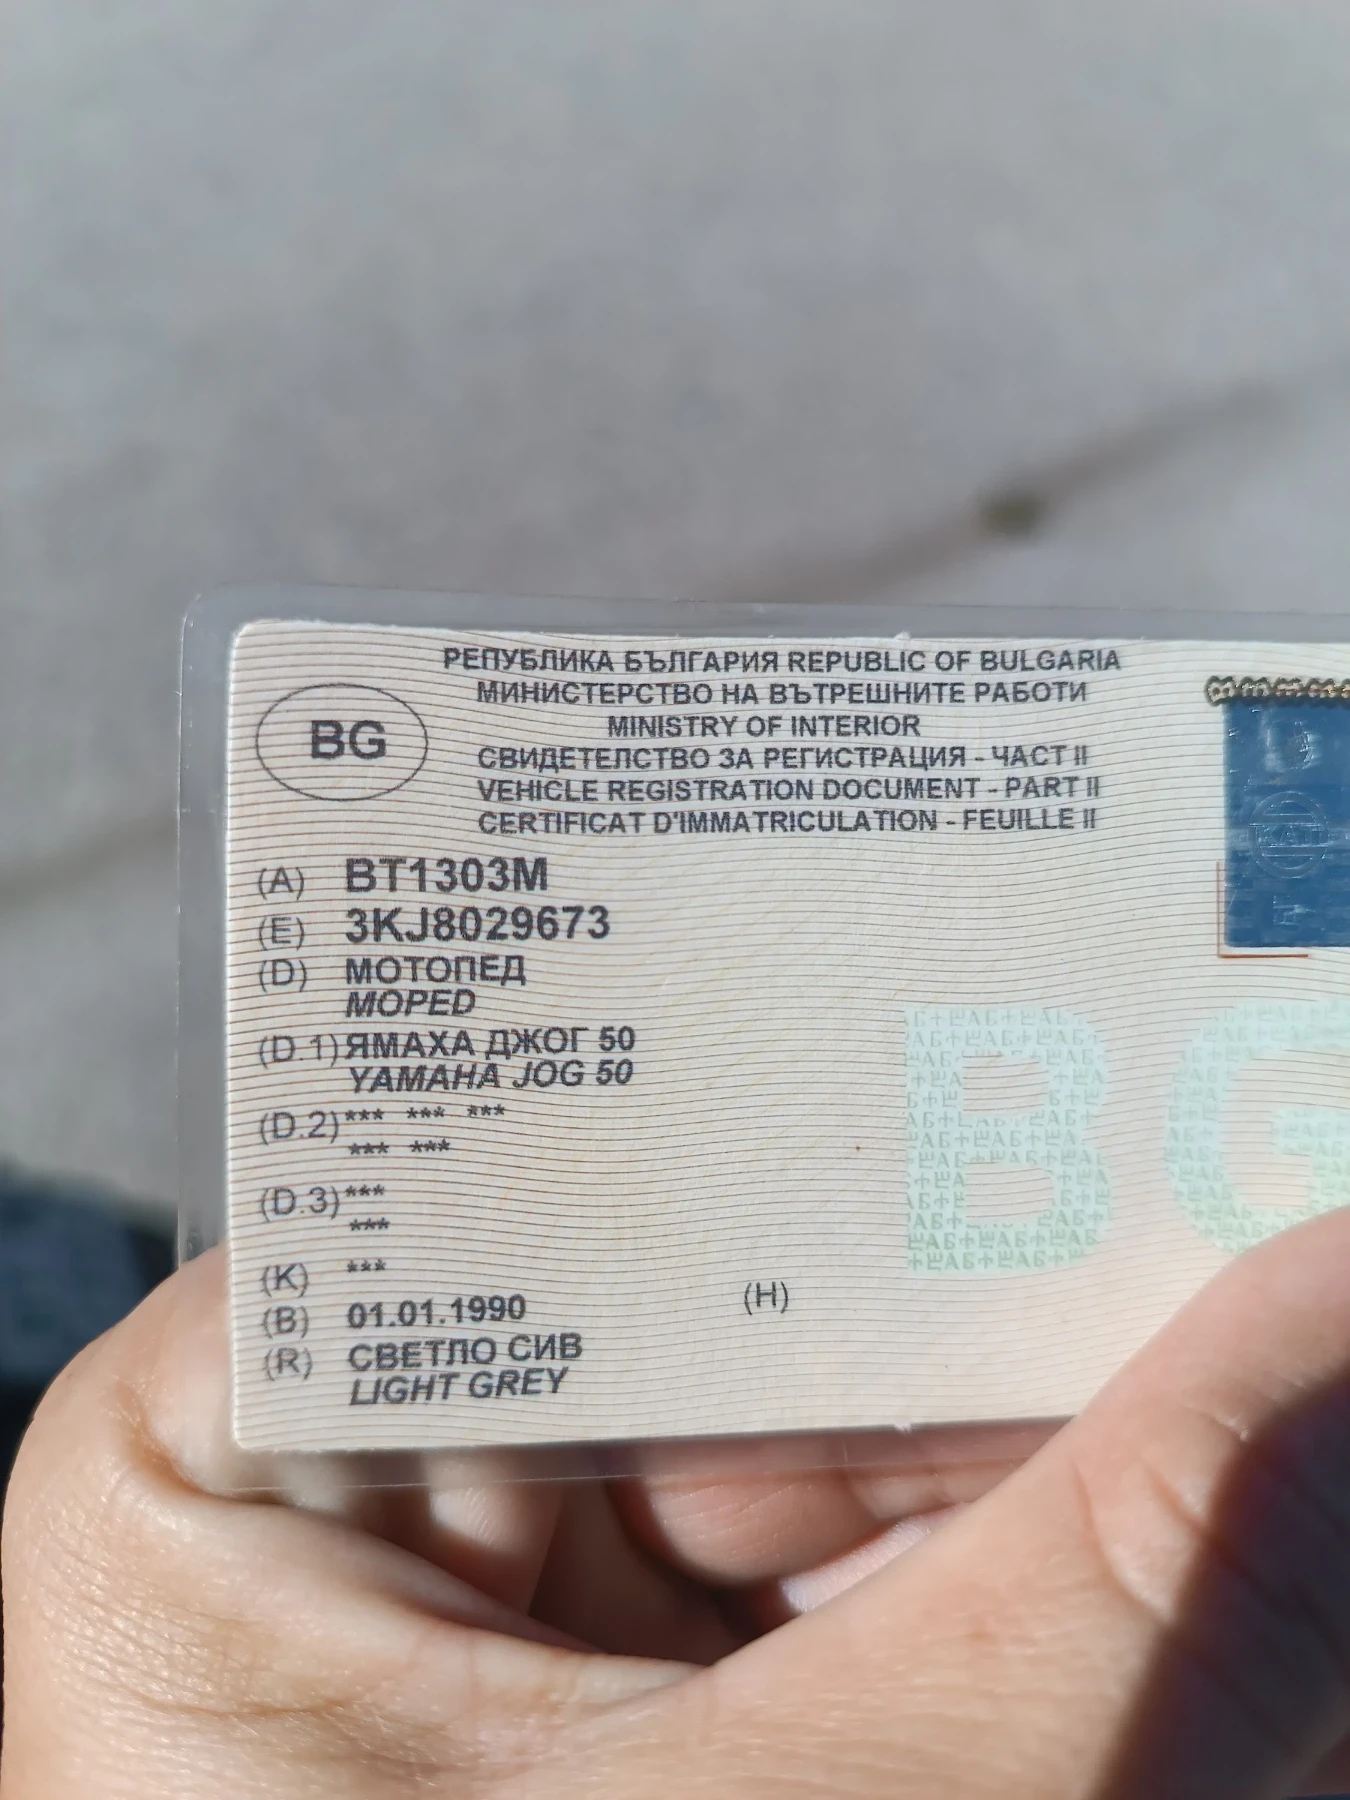 РЕПУБЛИКА БЪЛГАРИЯ REPUBLIC OF BULGARIA
МИНИСТЕРСТВО НА ВЪТРЕШНИТЕ РАБОТИ
MINISTRY OF INTERIOR
BG
СВИДЕТЕЛСТВО ЗА РЕГИСТРАЦИЯ - ЧАСТ II
VEHICLE REGISTRATION DOCUMENT - PART II
CERTIFICAT D'IMMATRICULATION - FEUILLE II
(A) BT1303M
(E) 3KJ8029673
(D) МОТОПЕД
MOPED
(D.1) ЯМАХА ДЖОГ 50
YAMAHA JOG 50
(D.2) *** *** ***
*** ***
(D.3) ***
***
(K) ***
(B) 01.01.1990 (H)
(R) СВЕТЛО СИВ
LIGHT GREY
BG